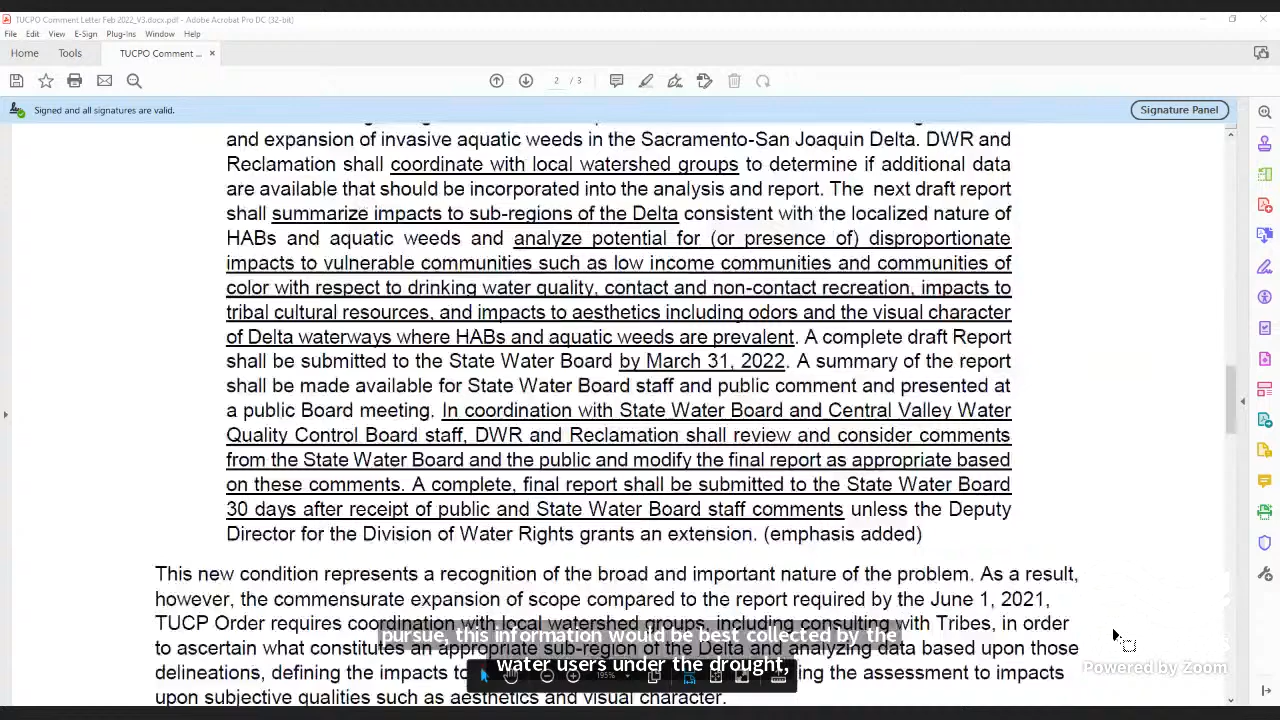 TUCPO Comment Letter Feb 2022_V3.docx.pdf - Adobe Acrobat Pro DC (32-bit)
File Edit View E-Sign Plug-Ins Window Help
Home Tools TUCPO Comment ... ×
2 / 3
Signed and all signatures are valid.
Signature Panel
and expansion of invasive aquatic weeds in the Sacramento-San Joaquin Delta. DWR and
Reclamation shall coordinate with local watershed groups to determine if additional data
are available that should be incorporated into the analysis and report. The next draft report
shall summarize impacts to sub-regions of the Delta consistent with the localized nature of
HABs and aquatic weeds and analyze potential for (or presence of) disproportionate
impacts to vulnerable communities such as low income communities and communities of
color with respect to drinking water quality, contact and non-contact recreation, impacts to
tribal cultural resources, and impacts to aesthetics including odors and the visual character
of Delta waterways where HABs and aquatic weeds are prevalent. A complete draft Report
shall be submitted to the State Water Board by March 31, 2022. A summary of the report
shall be made available for State Water Board staff and public comment and presented at
a public Board meeting. In coordination with State Water Board and Central Valley Water
Quality Control Board staff, DWR and Reclamation shall review and consider comments
from the State Water Board and the public and modify the final report as appropriate based
on these comments. A complete, final report shall be submitted to the State Water Board
30 days after receipt of public and State Water Board staff comments unless the Deputy
Director for the Division of Water Rights grants an extension. (emphasis added)
This new condition represents a recognition of the broad and important nature of the problem. As a result,
however, the commensurate expansion of scope compared to the report required by the June 1, 2021,
TUCP Order requires coordination with local watershed groups, including consulting with Tribes, in order
pursue, this information would be best collected by the
to ascertain what constitutes an appropriate sub-region of the Delta and analyzing data based upon those
water users under the drought,
delineations, defining the impacts to ing the assessment to impacts
Powered by Zoom
195%
upon subjective qualities such as aesthetics and visual character.